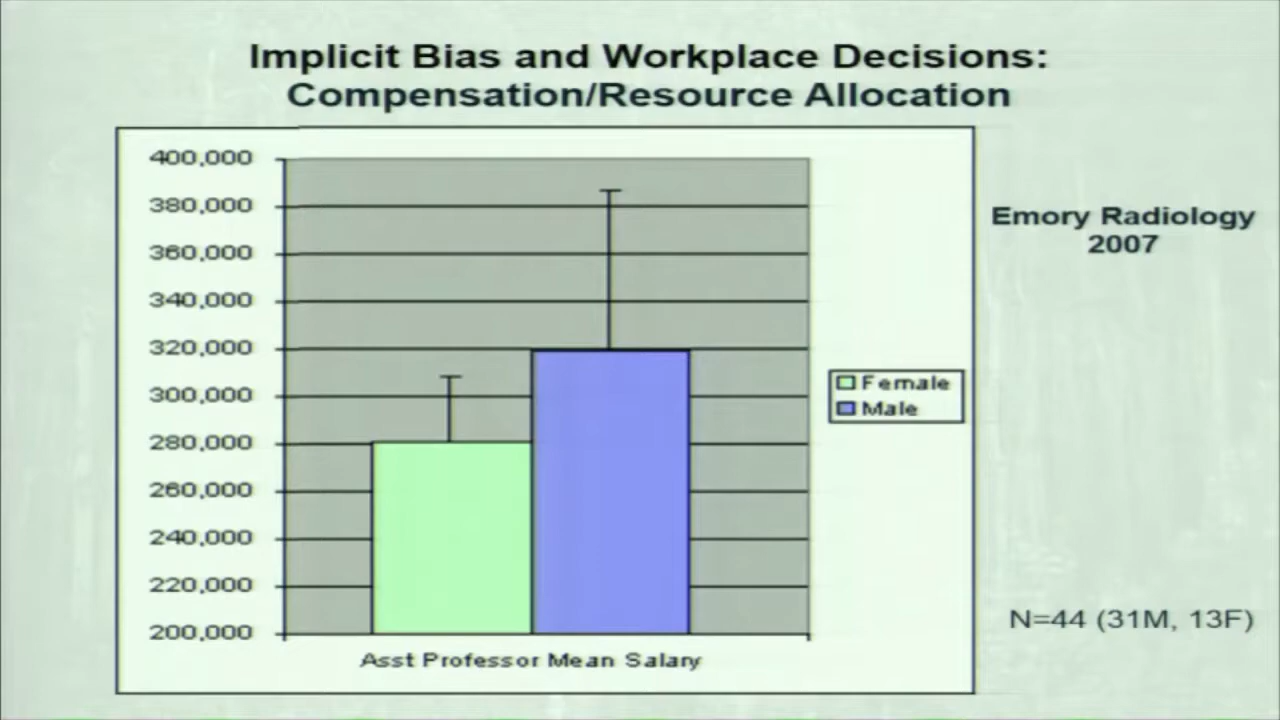 Implicit Bias and Workplace Decisions:
Compensation/Resource Allocation
400,000
380,000
360,000
340,000
320,000
300,000
280,000
260,000
240,000
220,000
200,000
Asst Professor Mean Salary
Female
Male
Emory Radiology
2007
N=44 (31M, 13F)